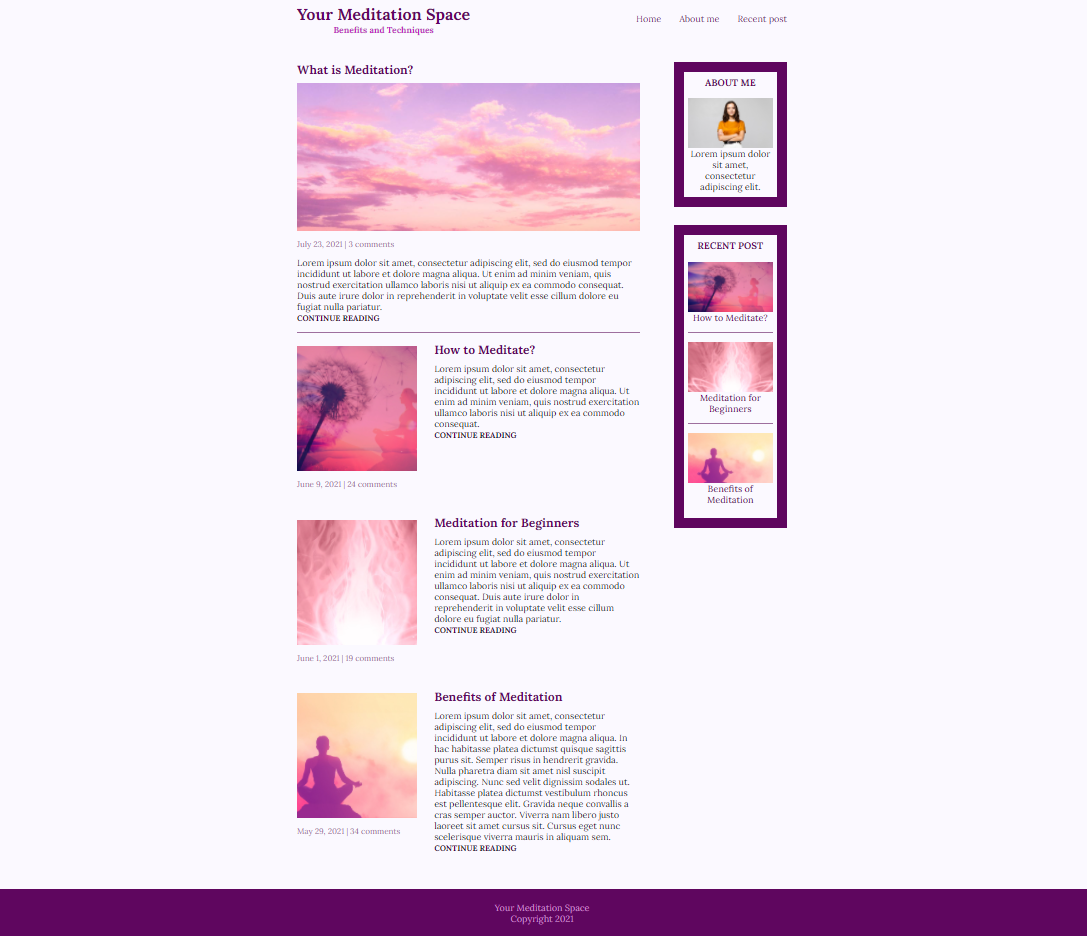 Your Meditation Space
Benefits and Techniques
Home About me Recent post
What is Meditation?
July 23, 2021 | 3 comments
Lorem ipsum dolor sit amet, consectetur adipiscing elit, sed do eiusmod tempor
incididunt ut labore et dolore magna aliqua. Ut enim ad minim veniam, quis
nostrud exercitation ullamco laboris nisi ut aliquip ex ea commodo consequat.
Duis aute irure dolor in reprehenderit in voluptate velit esse cillum dolore eu
fugiat nulla pariatur.
CONTINUE READING
How to Meditate?
Lorem ipsum dolor sit amet, consectetur
adipiscing elit, sed do eiusmod tempor
incididunt ut labore et dolore magna aliqua. Ut
enim ad minim veniam, quis nostrud exercitation
ullamco laboris nisi ut aliquip ex ea commodo
consequat.
CONTINUE READING
June 9, 2021 | 24 comments
Meditation for Beginners
Lorem ipsum dolor sit amet, consectetur
adipiscing elit, sed do eiusmod tempor
incididunt ut labore et dolore magna aliqua. Ut
enim ad minim veniam, quis nostrud exercitation
ullamco laboris nisi ut aliquip ex ea commodo
consequat. Duis aute irure dolor in
reprehenderit in voluptate velit esse cillum
dolore eu fugiat nulla pariatur.
CONTINUE READING
June 1, 2021 | 19 comments
Benefits of Meditation
Lorem ipsum dolor sit amet, consectetur
adipiscing elit, sed do eiusmod tempor
incididunt ut labore et dolore magna aliqua. In
hac habitasse platea dictumst quisque sagittis
purus sit. Semper risus in hendrerit gravida.
Nulla pharetra diam sit amet nisl suscipit
adipiscing. Nunc sed velit dignissim sodales ut.
Habitasse platea dictumst vestibulum rhoncus
est pellentesque elit. Gravida neque convallis a
cras semper auctor. Viverra nam libero justo
laoreet sit amet cursus sit. Cursus eget nunc
scelerisque viverra mauris in aliquam sem.
CONTINUE READING
May 29, 2021 | 34 comments
ABOUT ME
Lorem ipsum dolor
sit amet,
consectetur
adipiscing elit.
RECENT POST
How to Meditate?
Meditation for
Beginners
Benefits of
Meditation
Your Meditation Space
Copyright 2021